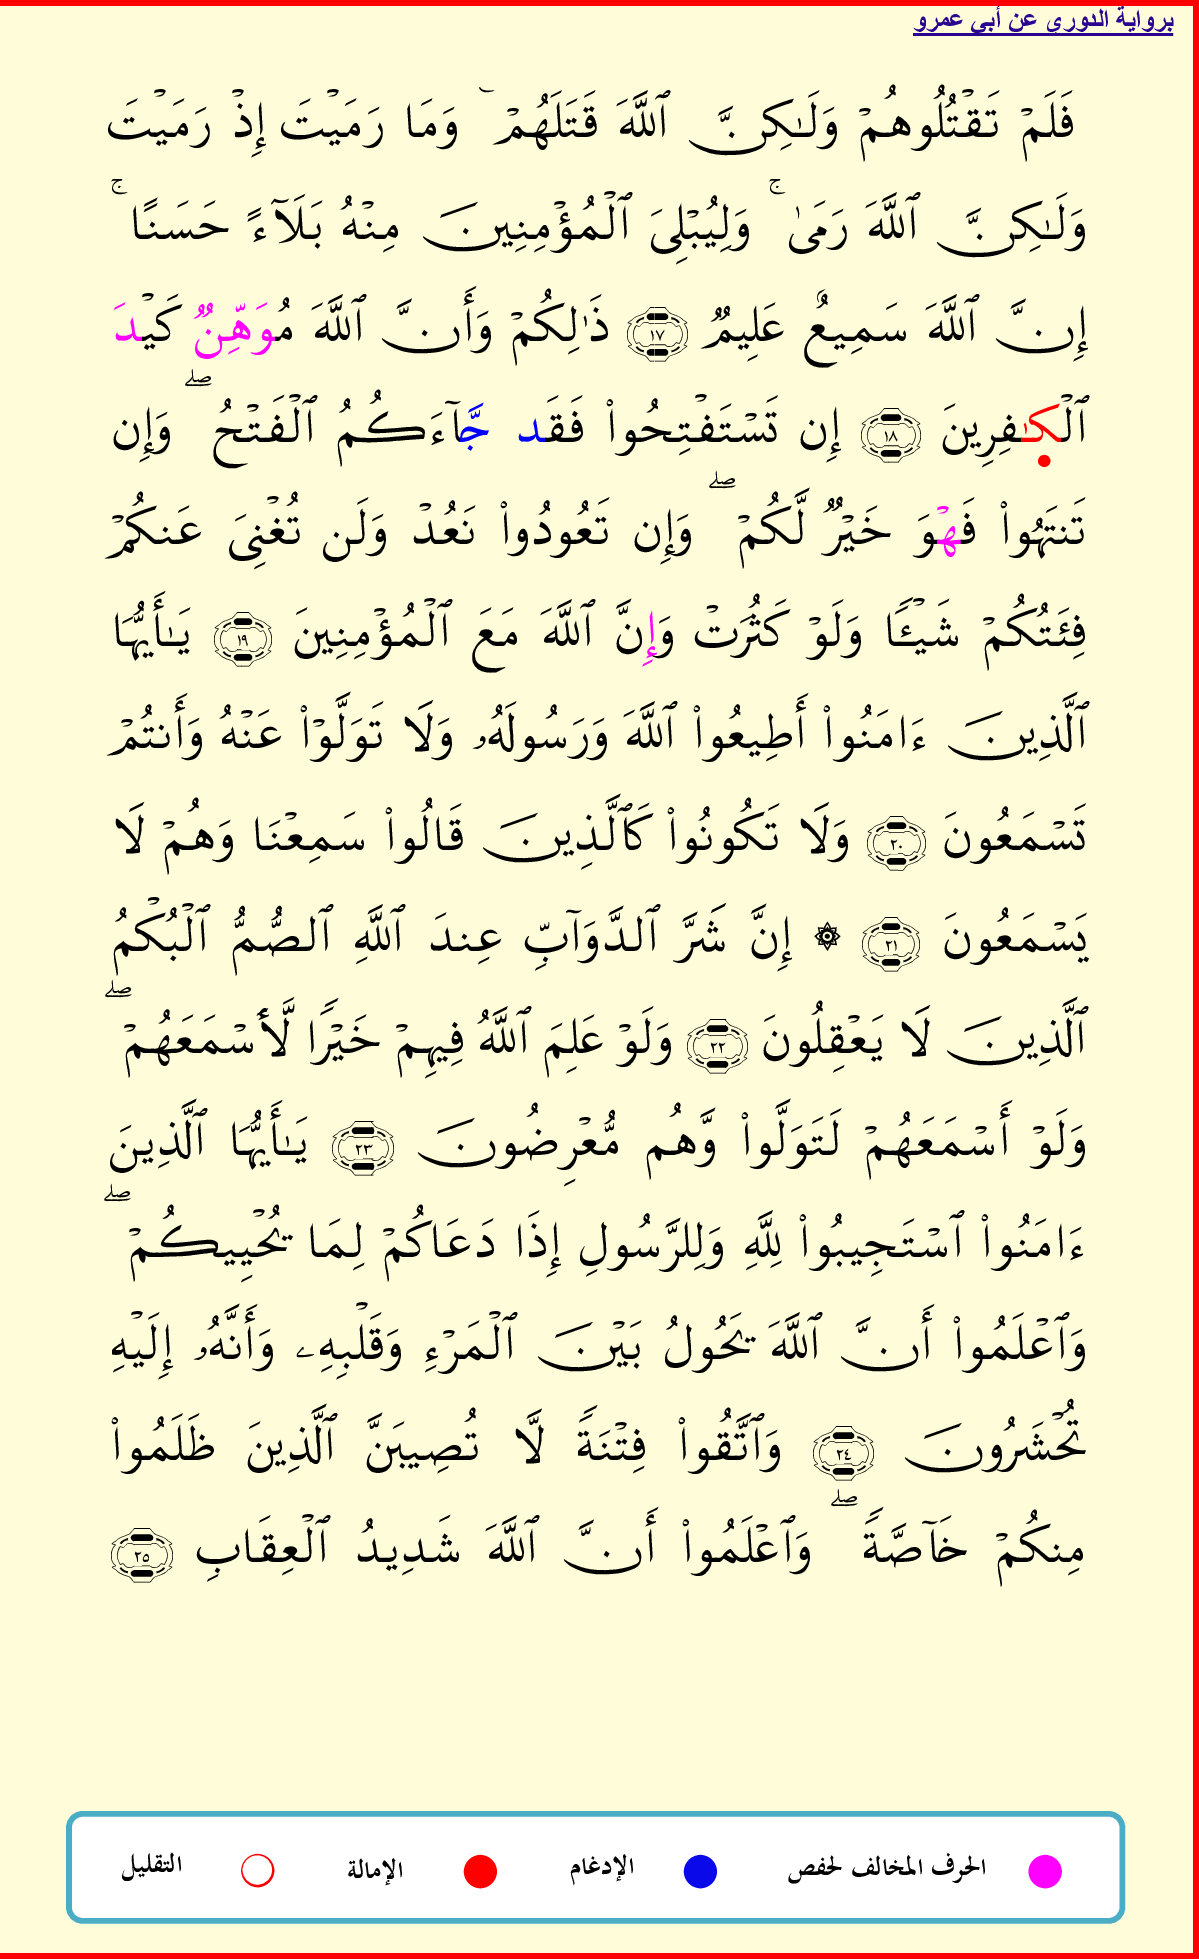 برواية الدوري عن أبي عمرو
فَلَمْ تَقْتُلُوهُمْ وَلَٰكِنَّ ٱللَّهَ قَتَلَهُمْ ۚ وَمَا رَمَيْتَ إِذْ رَمَيْتَ
وَلَٰكِنَّ ٱللَّهَ رَمَىٰ ۚ وَلِيُبْلِىَ ٱلْمُؤْمِنِينَ مِنْهُ بَلَآءً حَسَنًا ۚ
إِنَّ ٱللَّهَ سَمِيعٌ عَلِيمٌ ١٧ ذَٰلِكُمْ وَأَنَّ ٱللَّهَ مُوَهِّنٌ كَيْدَ
ٱلْكَٰفِرِينَ ١٨ إِن تَسْتَفْتِحُوا۟ فَقَد جَّآءَكُمُ ٱلْفَتْحُ ۖ وَإِن
تَنتَهُوا۟ فَهْوَ خَيْرٌ لَّكُمْ ۖ وَإِن تَعُودُوا۟ نَعُدْ وَلَن تُغْنِىَ عَنكُمْ
فِئَتُكُمْ شَيْـًٔا وَلَوْ كَثُرَتْ وَإِنَّ ٱللَّهَ مَعَ ٱلْمُؤْمِنِينَ ١٩ يَـٰٓأَيُّهَا
ٱلَّذِينَ ءَامَنُوا۟ أَطِيعُوا۟ ٱللَّهَ وَرَسُولَهُۥ وَلَا تَوَلَّوْا۟ عَنْهُ وَأَنتُمْ
تَسْمَعُونَ ٢٠ وَلَا تَكُونُوا۟ كَٱلَّذِينَ قَالُوا۟ سَمِعْنَا وَهُمْ لَا
يَسْمَعُونَ ٢١ ۞ إِنَّ شَرَّ ٱلدَّوَآبِّ عِندَ ٱللَّهِ ٱلصُّمُّ ٱلْبُكْمُ
ٱلَّذِينَ لَا يَعْقِلُونَ ٢٢ وَلَوْ عَلِمَ ٱللَّهُ فِيهِمْ خَيْرًا لَّأَسْمَعَهُمْ ۖ
وَلَوْ أَسْمَعَهُمْ لَتَوَلَّوا۟ وَّهُم مُّعْرِضُونَ ٢٣ يَـٰٓأَيُّهَا ٱلَّذِينَ
ءَامَنُوا۟ ٱسْتَجِيبُوا۟ لِلَّهِ وَلِلرَّسُولِ إِذَا دَعَاكُمْ لِمَا يُحْيِيكُمْ ۖ
وَٱعْلَمُوا۟ أَنَّ ٱللَّهَ يَحُولُ بَيْنَ ٱلْمَرْءِ وَقَلْبِهِۦ وَأَنَّهُۥ إِلَيْهِ
تُحْشَرُونَ ٢٤ وَٱتَّقُوا۟ فِتْنَةً لَّا تُصِيبَنَّ ٱلَّذِينَ ظَلَمُوا۟
مِنكُمْ خَآصَّةً ۖ وَٱعْلَمُوا۟ أَنَّ ٱللَّهَ شَدِيدُ ٱلْعِقَابِ ٢٥
الحرف المخالف لحفص الإدغام الإمالة التقليل